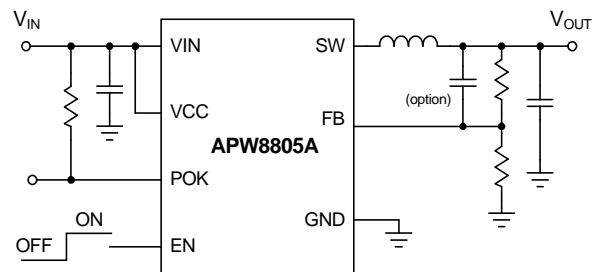 VIN
VOUT
VIN
SW
(option)
VCC
FB
APW8805A
POK
ON
GND
OFF
EN